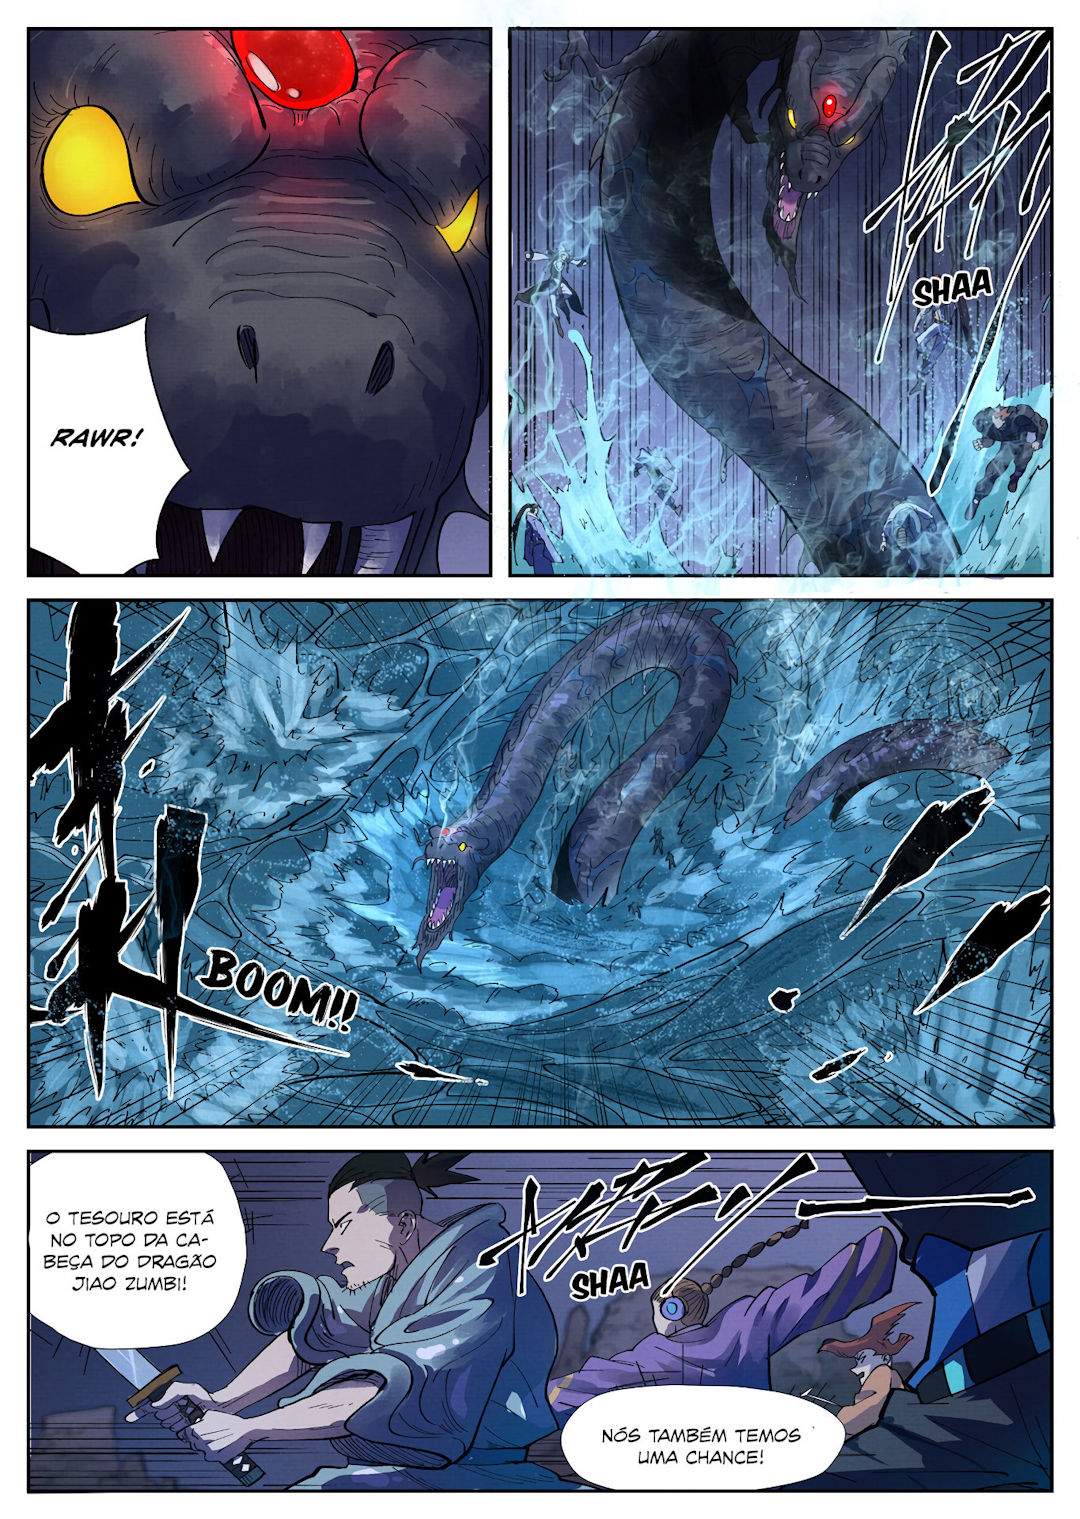 RAWR!
SHAA
BOOM!!
O TESOURO ESTÁ
NO TOPO DA CA-
BEÇA DO DRAGÃO
JIAO ZUMBI!
SHAA
NÓS TAMBÉM TEMOS
UMA CHANCE!